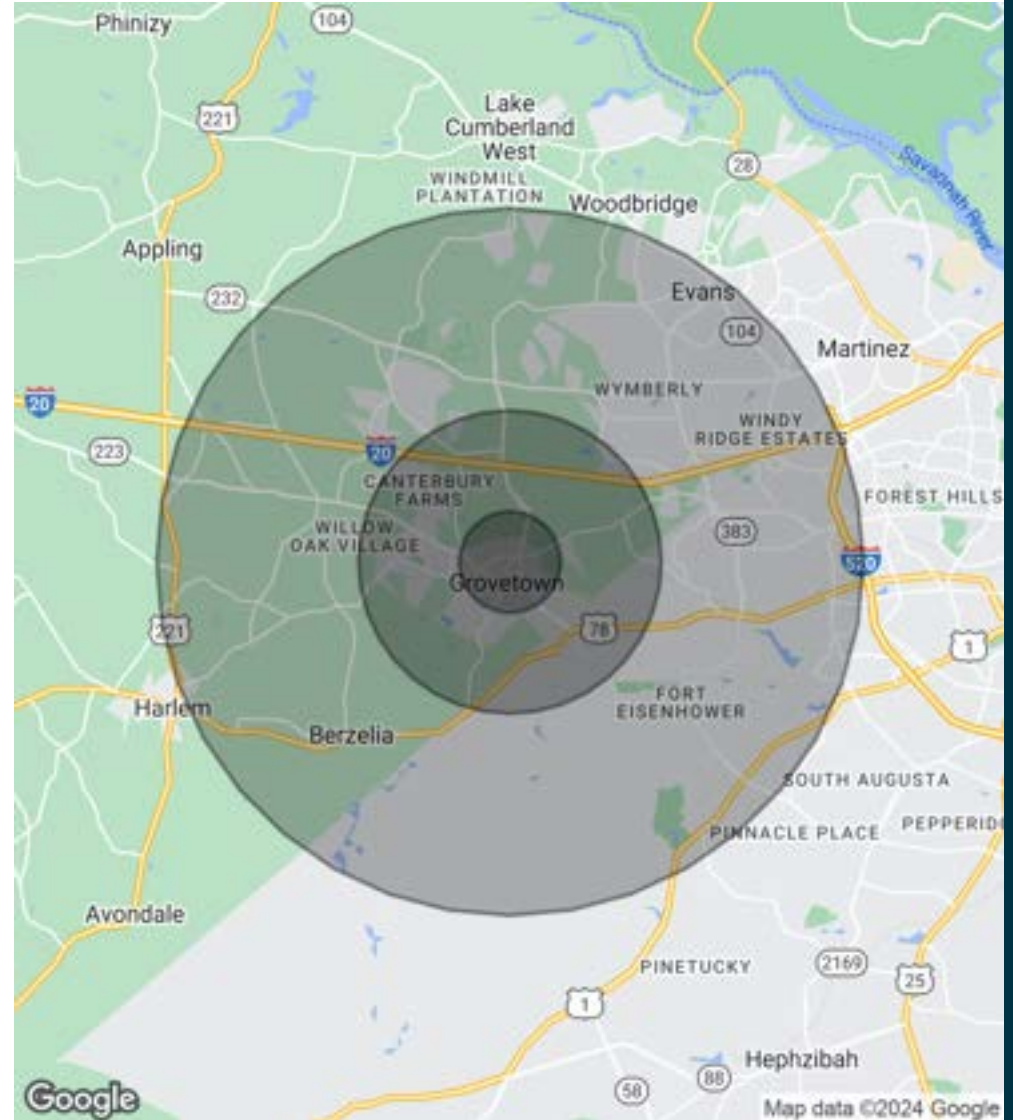 Phinizy
104
221
Lake
Cumberland
West
WINDMILL
PLANTATION
Woodbridge
28
Savannah River
Appling
232
Evans
104
Martinez
20
WYMBERLY
WINDY
RIDGE ESTATES
223
20
CANTERBURY
FARMS
FOREST HILLS
WILLOW
OAK VILLAGE
383
520
Grovetown
221
78
1
Harlem
FORT
EISENHOWER
Berzelia
SOUTH AUGUSTA
PINNACLE PLACE
PEPPERID
Avondale
PINETUCKY
2169
25
1
Hephzibah
88
58
Google
Map data ©2024 Google